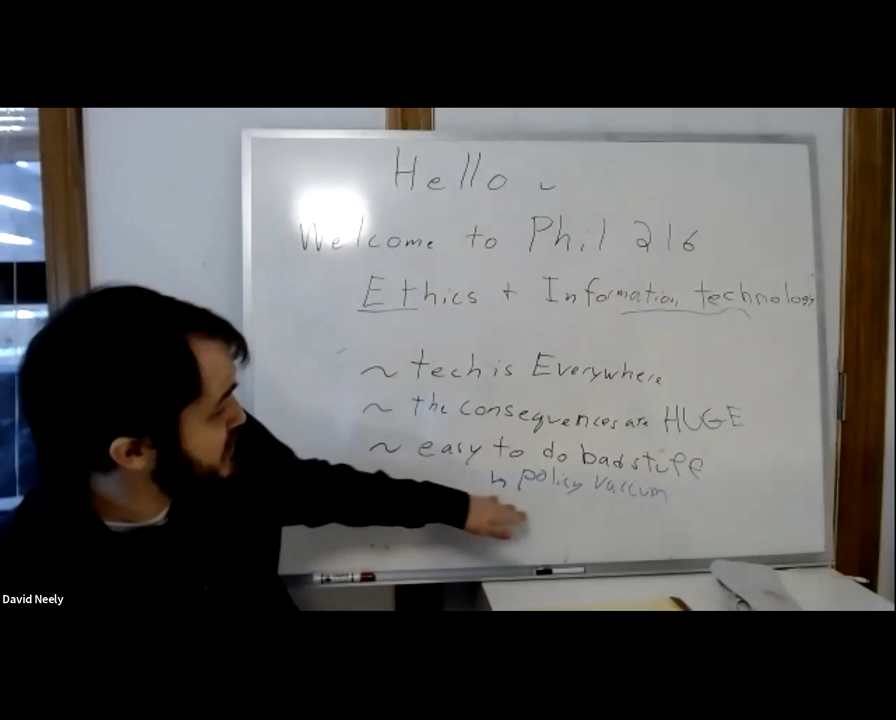 Hello
Welcome to Phil 216
Ethics + Information technology
~ tech is Everywhere
~ the consequences are HUGE
~ easy to do bad stuff
↳ policy vaccum
David Neely